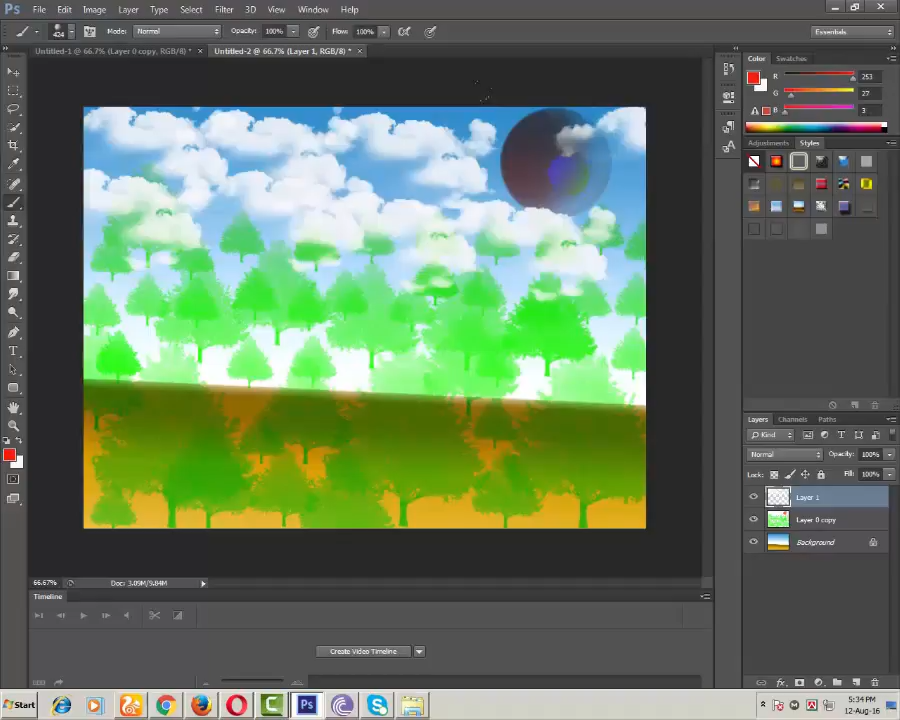 Ps File Edit Image Layer Type Select Filter 3D View Window Help
424 Mode: Normal Opacity: 100% Flow: 100% Essentials
Untitled-1 @ 66.7% (Layer 0 copy, RGB/8) * × Untitled-2 @ 66.7% (Layer 1, RGB/8) * ×
Color Swatches
R 253
G 27
B 3
Adjustments Styles
Layers Channels Paths
Kind
Normal Opacity: 100%
Lock: Fill: 100%
Layer 1
Layer 0 copy
Background
66.67% Doc: 3.09M/9.84M
Timeline
Create Video Timeline
fx
Start Ps
5:34 PM
12-Aug-16